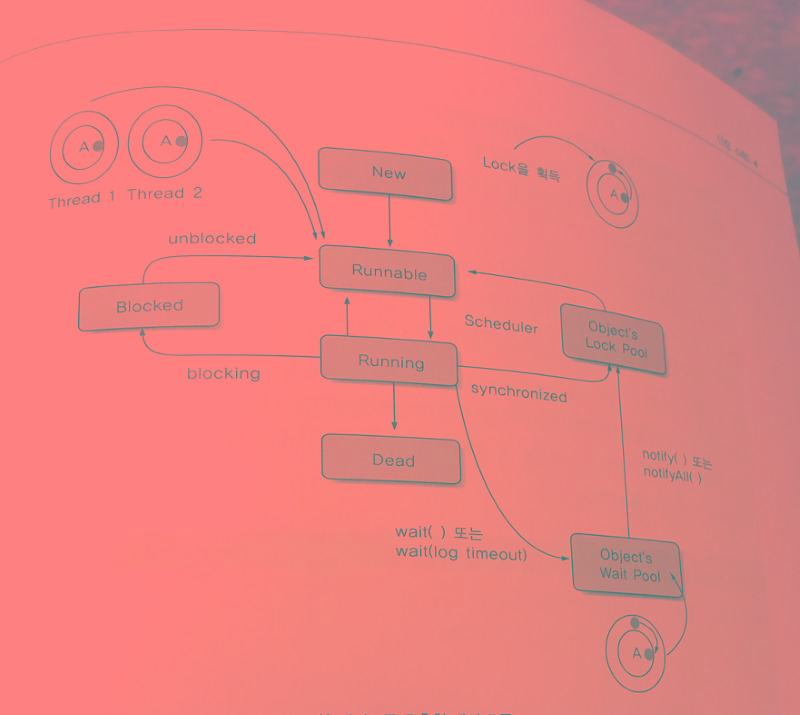 A
A
Thread 1
Thread 2
New
Lock을 획득
A
unblocked
Runnable
Blocked
Scheduler
Object's
Lock Pool
Running
blocking
synchronized
Dead
notify( ) 또는
notifyAll( )
wait( ) 또는
wait(log timeout)
Object's
Wait Pool
A